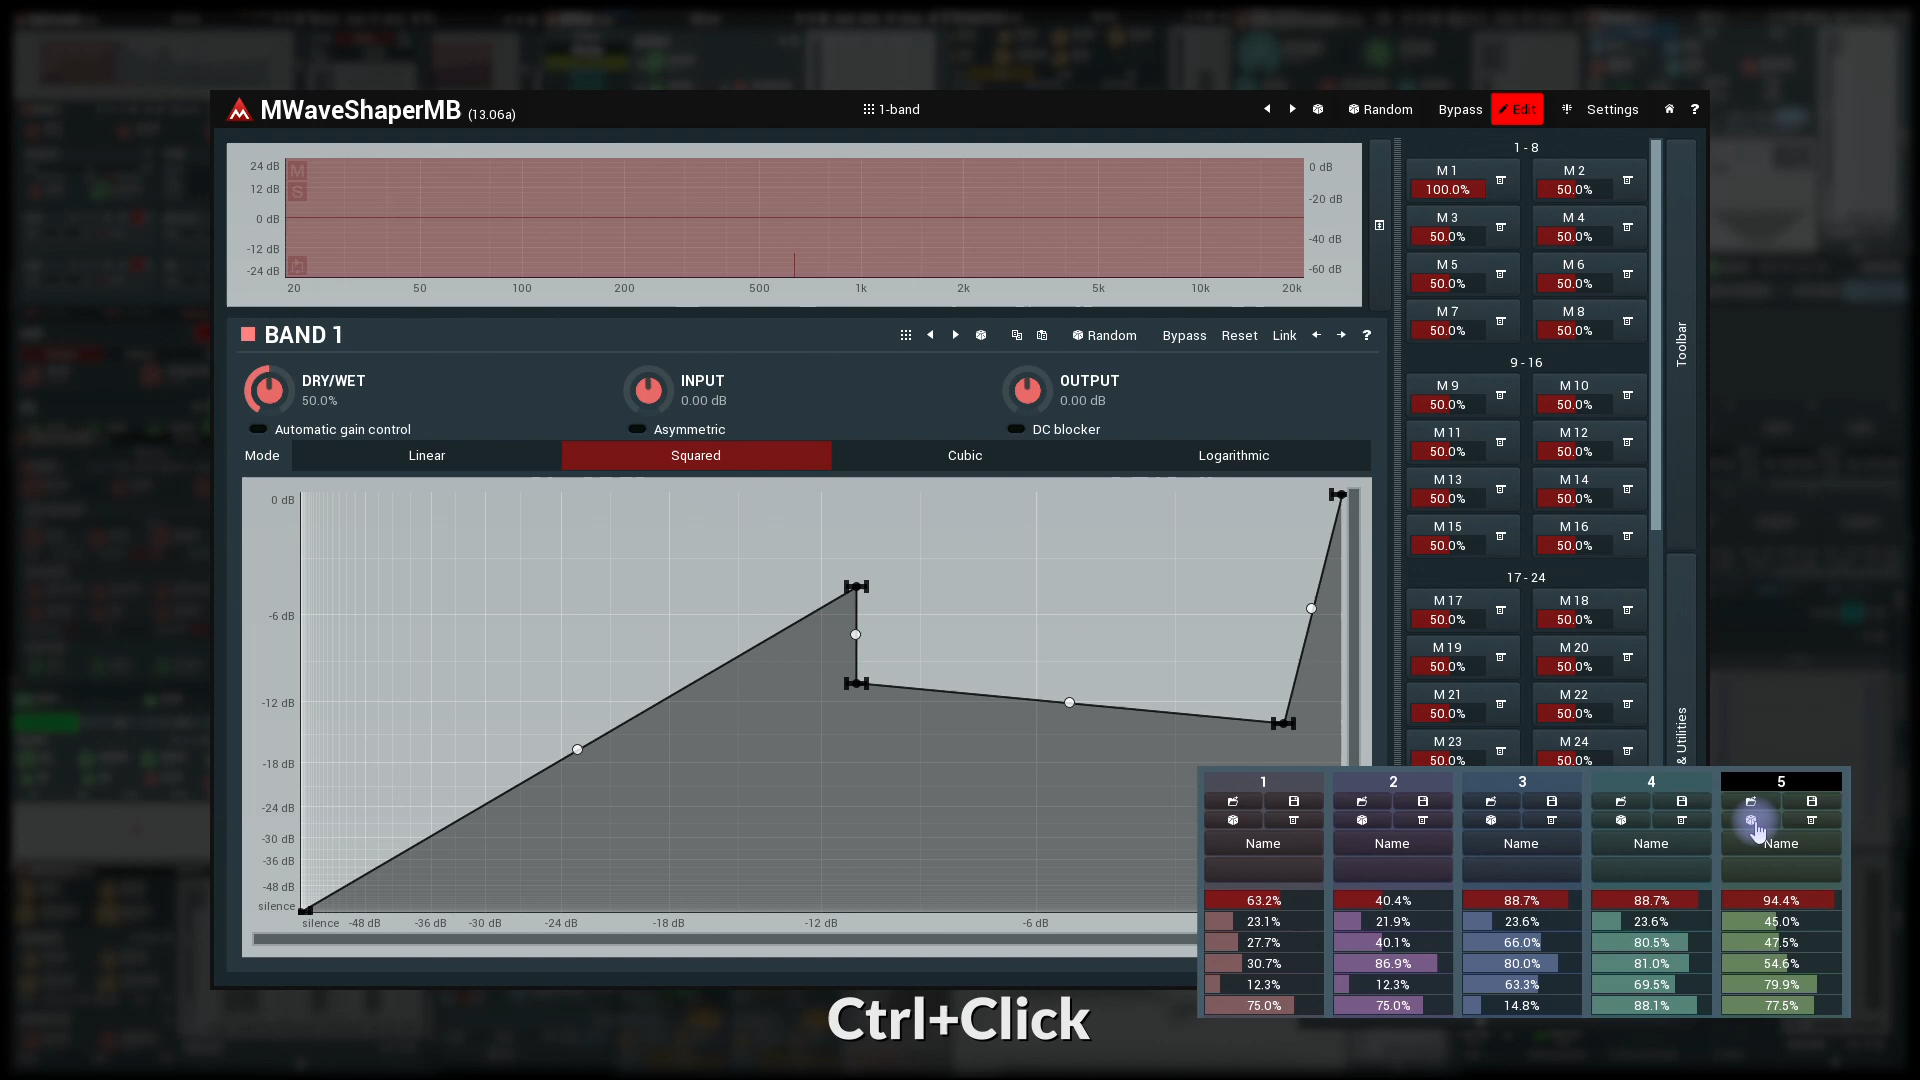 MWaveShaperMB (13.06a)
1-band
Random
Bypass
Edit
Settings
?
24 dB
12 dB
0 dB
-12 dB
-24 dB
M
S
0 dB
-20 dB
-40 dB
-60 dB
20 50 100 200 500 1k 2k 5k 10k 20k
BAND 1
Random Bypass Reset Link ?
DRY/WET
50.0%
INPUT
0.00 dB
OUTPUT
0.00 dB
Automatic gain control
Asymmetric
DC blocker
Mode Linear Squared Cubic Logarithmic
0 dB
-6 dB
-12 dB
-18 dB
-24 dB
-30 dB
-36 dB
-48 dB
silence
silence -48 dB -36 dB -30 dB -24 dB -18 dB -12 dB -6 dB
1 - 8
M 1 M 2
100.0% 50.0%
M 3 M 4
50.0% 50.0%
M 5 M 6
50.0% 50.0%
M 7 M 8
50.0% 50.0%
9 - 16
M 9 M 10
50.0% 50.0%
M 11 M 12
50.0% 50.0%
M 13 M 14
50.0% 50.0%
M 15 M 16
50.0% 50.0%
17 - 24
M 17 M 18
50.0% 50.0%
M 19 M 20
50.0% 50.0%
M 21 M 22
50.0% 50.0%
M 23 M 24
50.0% 50.0%
Toolbar
& Utilities
1 2 3 4 5
Name Name Name Name Name
63.2% 40.4% 88.7% 88.7% 94.4%
23.1% 21.9% 23.6% 23.6% 45.0%
27.7% 40.1% 66.0% 80.5% 47.5%
30.7% 86.9% 80.0% 81.0% 54.6%
12.3% 12.3% 63.3% 69.5% 79.9%
75.0% 75.0% 14.8% 88.1% 77.5%
Ctrl+Click